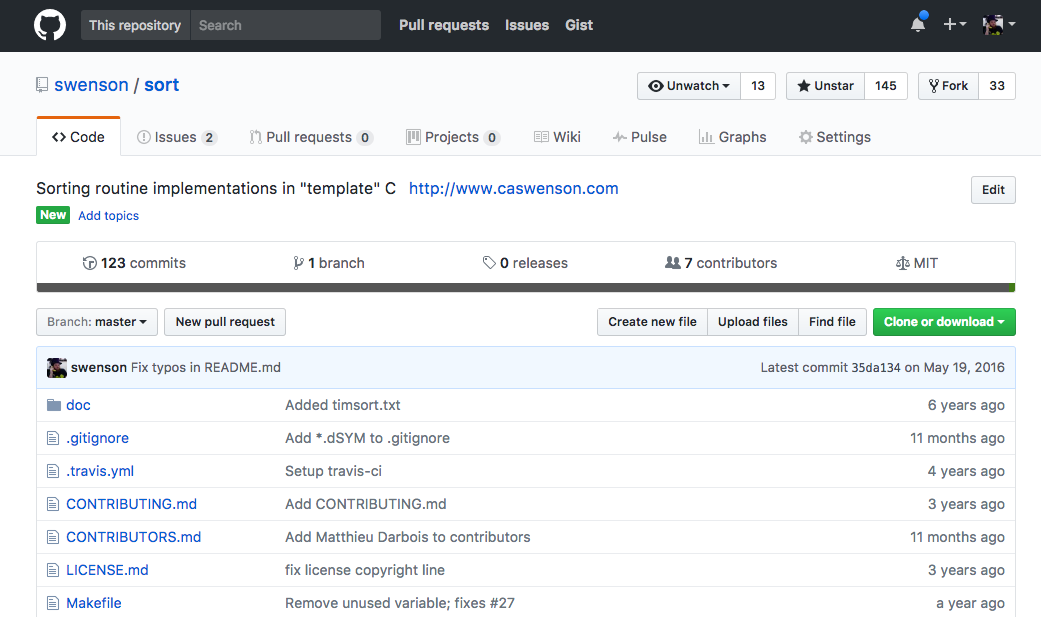 This repository Search Pull requests Issues Gist
swenson / sort Unwatch 13 Unstar 145 Fork 33
Code Issues 2 Pull requests 0 Projects 0 Wiki Pulse Graphs Settings
Sorting routine implementations in "template" C http://www.caswenson.com Edit
New Add topics
123 commits 1 branch 0 releases 7 contributors MIT
Branch: master New pull request Create new file Upload files Find file Clone or download
swenson Fix typos in README.md Latest commit 35da134 on May 19, 2016
doc Added timsort.txt 6 years ago
.gitignore Add *.dSYM to .gitignore 11 months ago
.travis.yml Setup travis-ci 4 years ago
CONTRIBUTING.md Add CONTRIBUTING.md 3 years ago
CONTRIBUTORS.md Add Matthieu Darbois to contributors 11 months ago
LICENSE.md fix license copyright line 3 years ago
Makefile Remove unused variable; fixes #27 a year ago